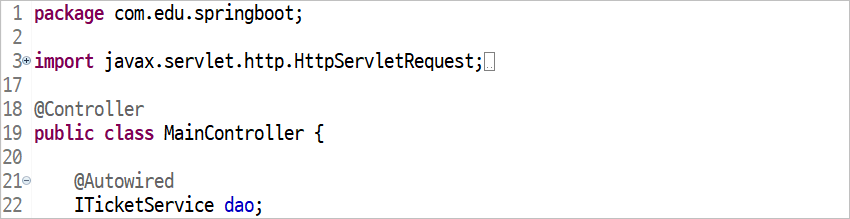 1 package com.edu.springboot;
2
3 import javax.servlet.http.HttpServletRequest;
17
18 @Controller
19 public class MainController {
20
21 @Autowired
22 ITicketService dao;